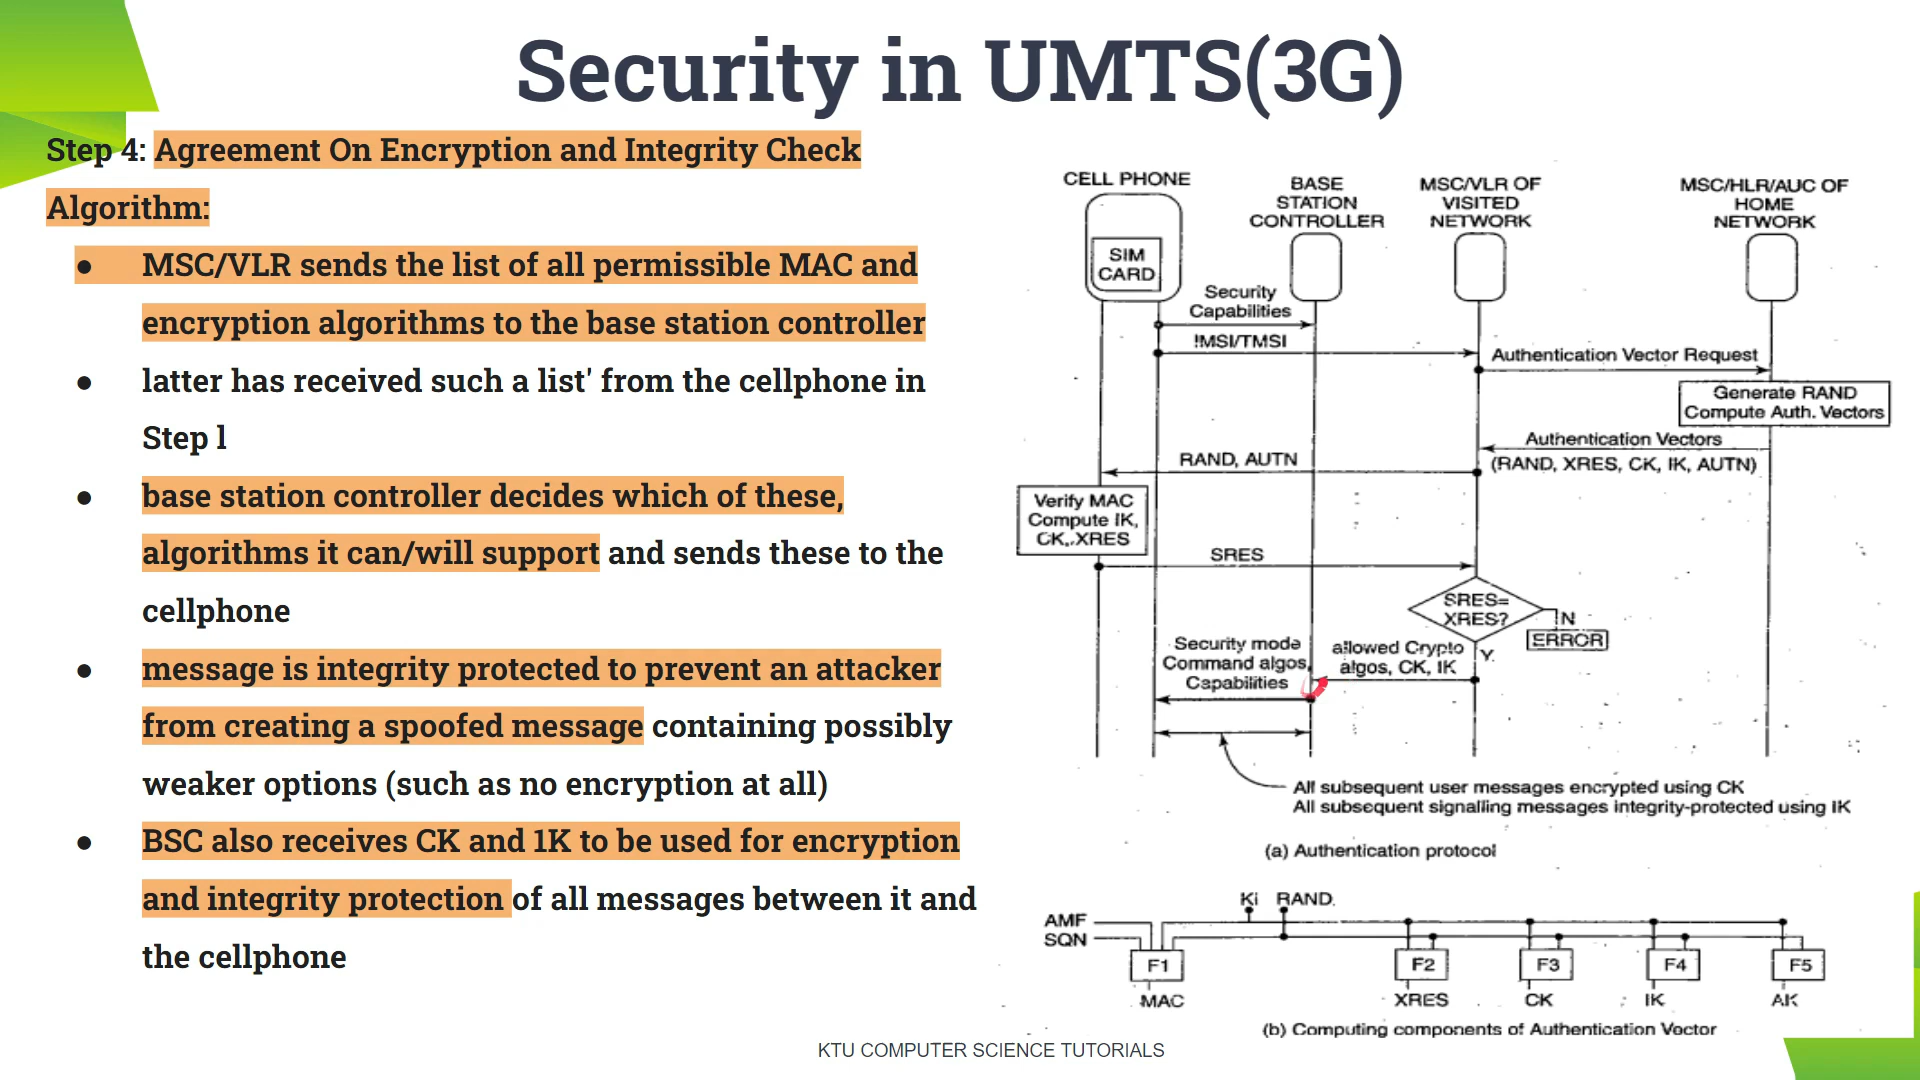 Security in UMTS(3G)
Step 4: Agreement On Encryption and Integrity Check
Algorithm:
● MSC/VLR sends the list of all permissible MAC and
encryption algorithms to the base station controller
● latter has received such a list' from the cellphone in
Step l
● base station controller decides which of these,
algorithms it can/will support and sends these to the
cellphone
● message is integrity protected to prevent an attacker
from creating a spoofed message containing possibly
weaker options (such as no encryption at all)
● BSC also receives CK and 1K to be used for encryption
and integrity protection of all messages between it and
the cellphone
CELL PHONE
BASE
STATION
CONTROLLER
MSC/VLR OF
VISITED
NETWORK
MSC/HLR/AUC OF
HOME
NETWORK
SIM
CARD
Security
Capabilities
!MSI/TMSI
Authentication Vector Request
Generate RAND
Compute Auth. Vectors
Authentication Vectors
(RAND, XRES, CK, IK, AUTN)
RAND, AUTN
Verify MAC
Compute IK,
CK,.XRES
SRES
SRES=
XRES?
N
ERROR
Y
Security mode
Command algos,
Capabilities
allowed Crypto
algos, CK, IK
All subsequent user messages encrypted using CK
All subsequent signalling messages integrity-protected using IK
(a) Authentication protocol
Ki RAND.
AMF
SQN
F1 F2 F3 F4 F5
MAC XRES CK IK AK
(b) Computing components of Authentication Vector
KTU COMPUTER SCIENCE TUTORIALS